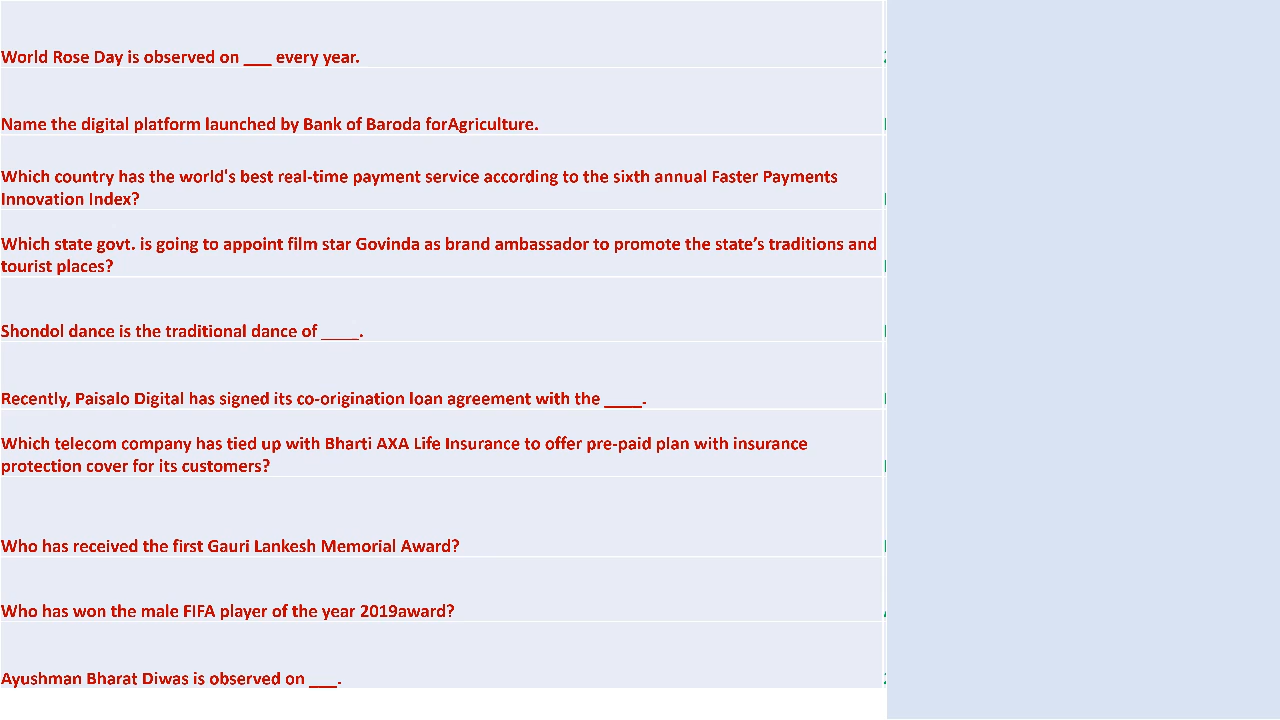 World Rose Day is observed on ___ every year.
Name the digital platform launched by Bank of Baroda forAgriculture.
Which country has the world's best real-time payment service according to the sixth annual Faster Payments
Innovation Index?
Which state govt. is going to appoint film star Govinda as brand ambassador to promote the state’s traditions and
tourist places?
Shondol dance is the traditional dance of ____.
Recently, Paisalo Digital has signed its co-origination loan agreement with the ____.
Which telecom company has tied up with Bharti AXA Life Insurance to offer pre-paid plan with insurance
protection cover for its customers?
Who has received the first Gauri Lankesh Memorial Award?
Who has won the male FIFA player of the year 2019award?
Ayushman Bharat Diwas is observed on ___.